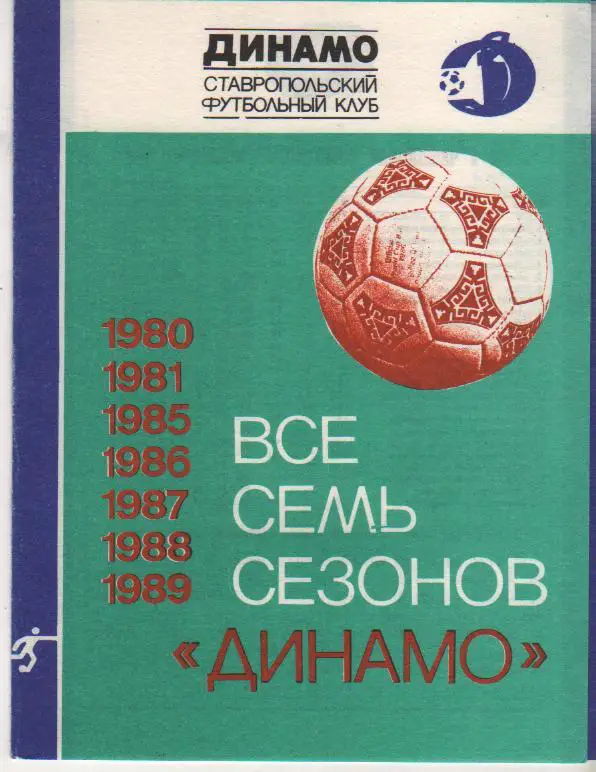 ДИНАМО
СТАВРОПОЛЬСКИЙ
ФУТБОЛЬНЫЙ КЛУБ
1980
1981
1985
1986
1987
1988
1989
ВСЕ
СЕМЬ
СЕЗОНОВ
«ДИНАМО»